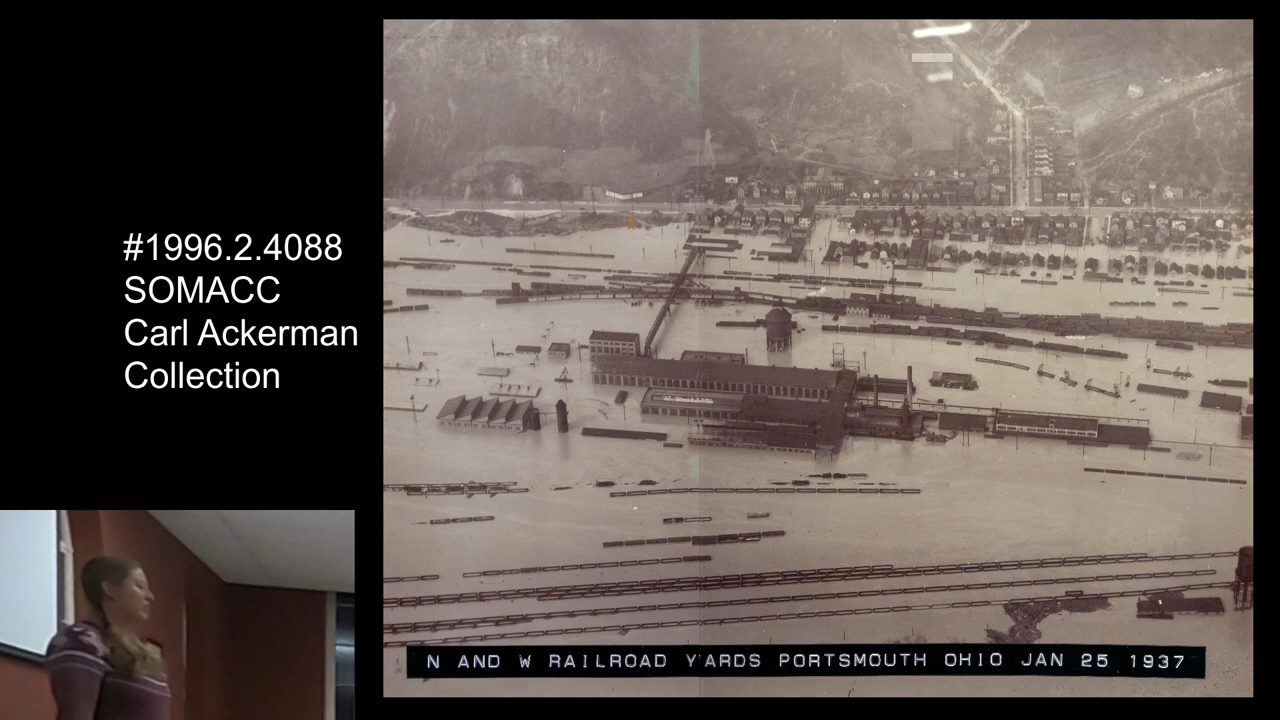 #1996.2.4088
SOMACC
Carl Ackerman
Collection
N AND W RAILROAD YARDS PORTSMOUTH OHIO JAN 25 1937